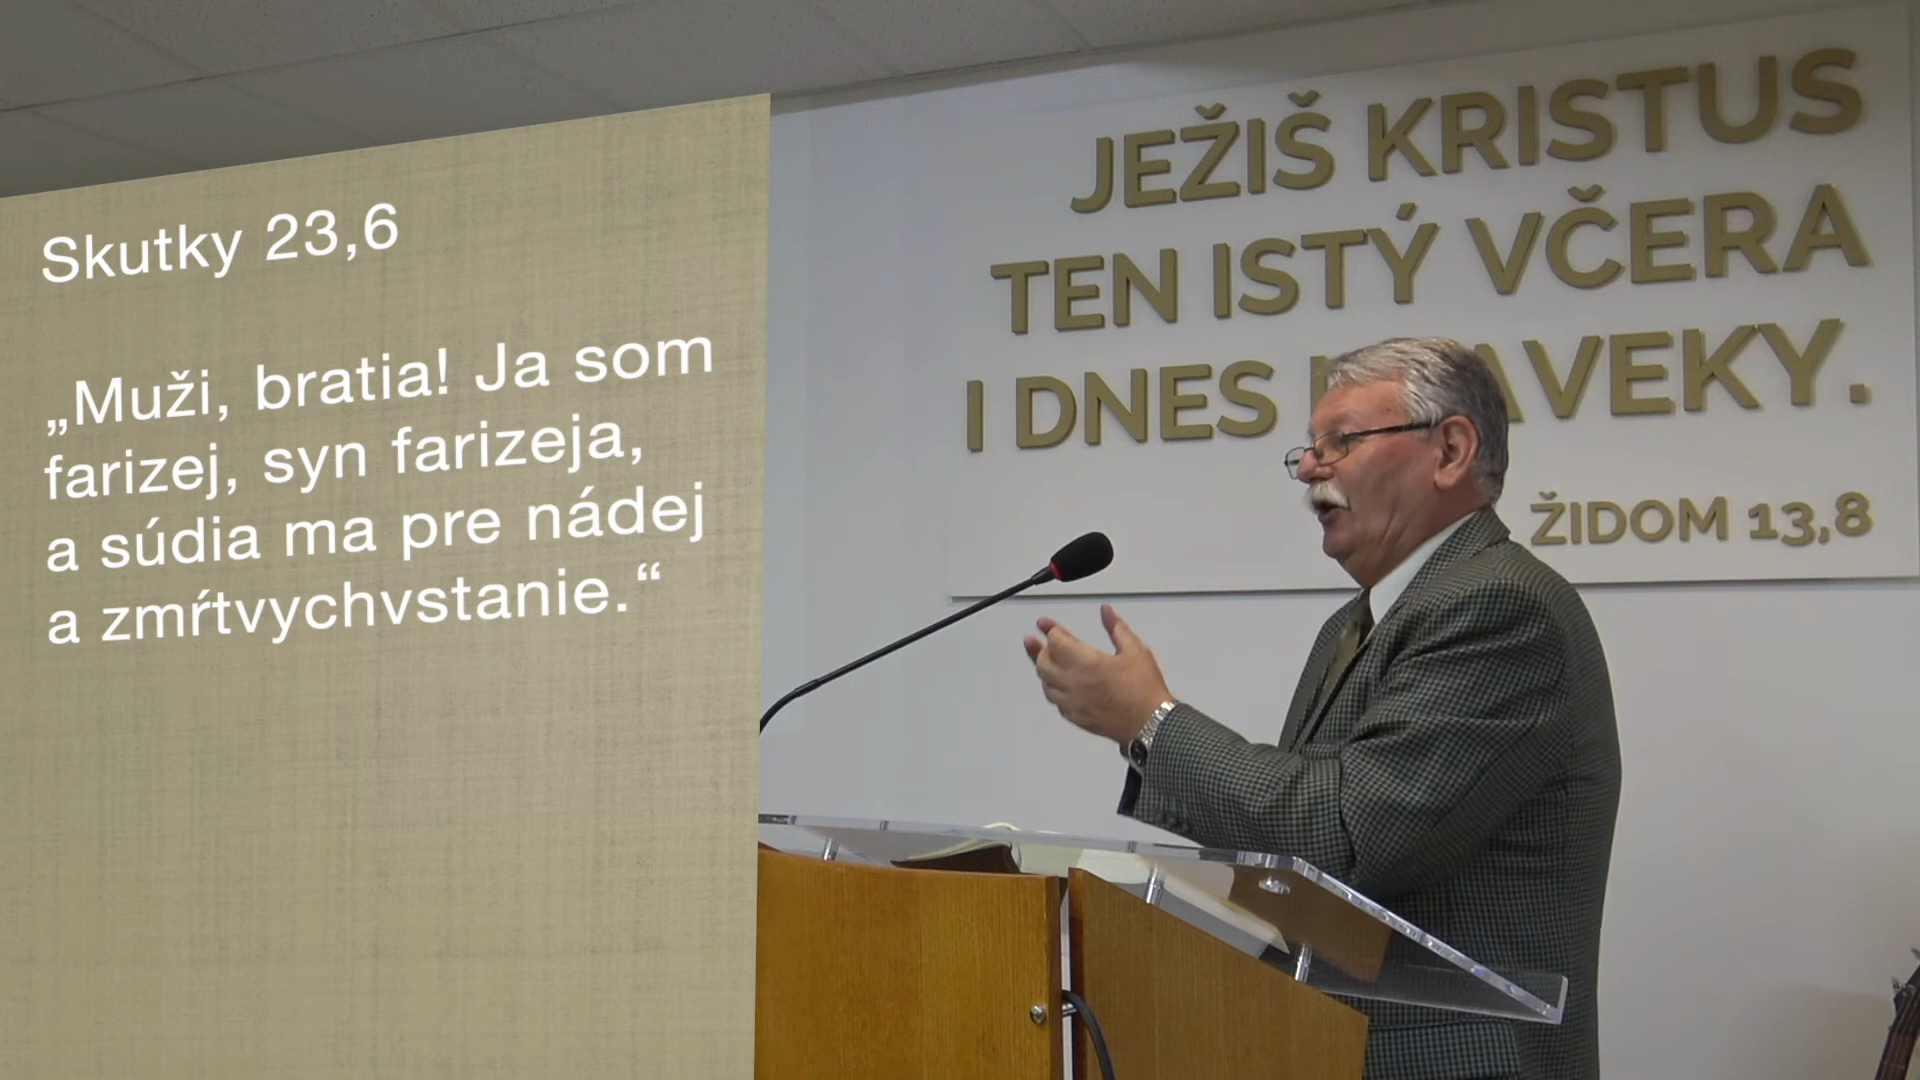 Skutky 23,6
„Muži, bratia! Ja som
farizej, syn farizeja,
a súdia ma pre nádej
a zmŕtvychvstanie.“
JEŽIŠ KRISTUS
TEN ISTÝ VČERA
I DNES AVEKY.
ŽIDOM 13,8